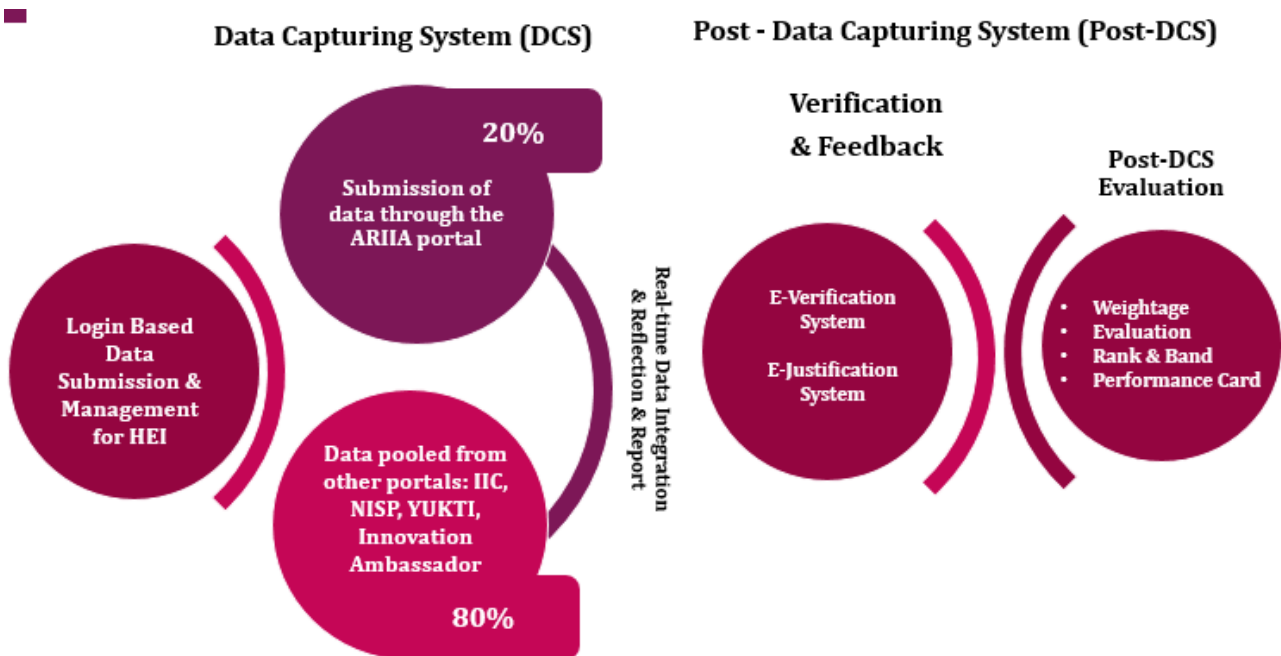 Data Capturing System (DCS)
Post - Data Capturing System (Post-DCS)
20%
Submission of
data through the
ARIIA portal
Login Based
Data
Submission &
Management
for HEI
Data pooled from
other portals: IIC,
NISP, YUKTI,
Innovation
Ambassador
80%
Real-time Data Integration
& Reflection & Report
Verification
& Feedback
E-Verification
System
E-Justification
System
Post-DCS
Evaluation
• Weightage
• Evaluation
• Rank & Band
• Performance Card